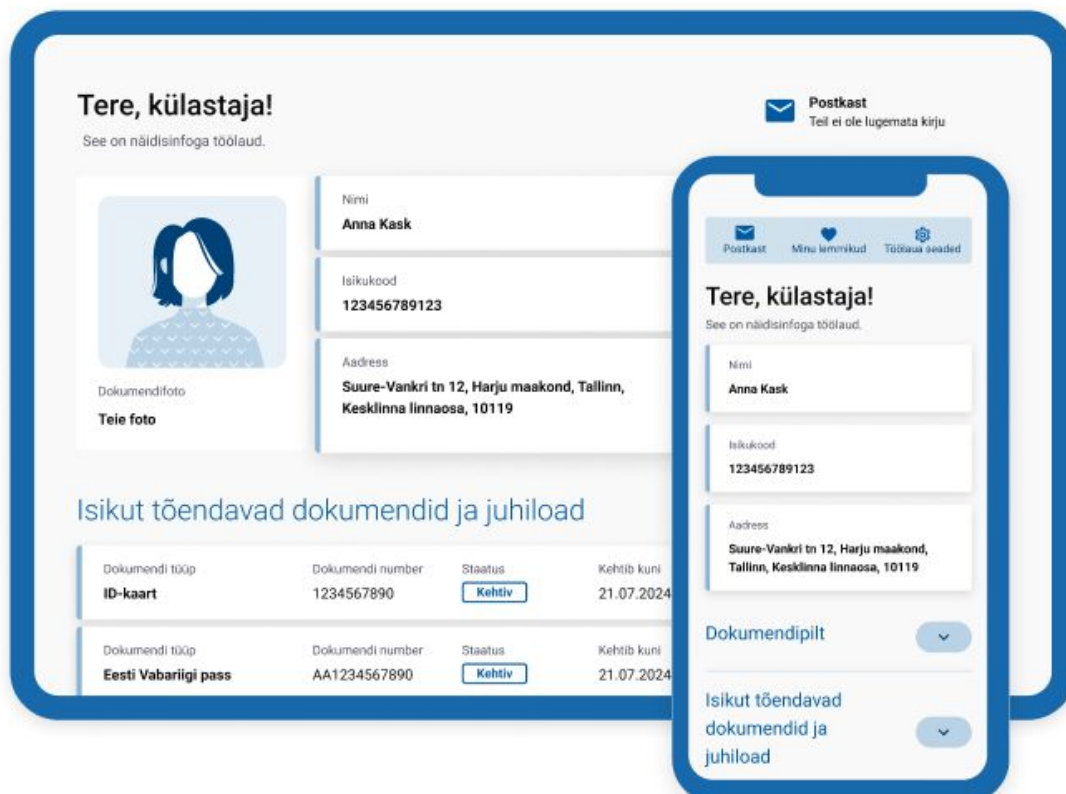 Tere, külastaja!
See on näidisinfoga töölaud.
Postkast
Teil ei ole lugemata kirju
Dokumendifoto
Teie foto
Nimi
Anna Kask
Isikukood
123456789123
Aadress
Suure-Vankri tn 12, Harju maakond, Tallinn,
Kesklinna linnaosa, 10119
Isikut tõendavad dokumendid ja juhiload
Dokumendi tüüp Dokumendi number Staatus Kehtib kuni
ID-kaart 1234567890 Kehtiv 21.07.2024
Dokumendi tüüp Dokumendi number Staatus Kehtib kuni
Eesti Vabariigi pass AA1234567890 Kehtiv 21.07.2024
Postkast Minu lemmikud Töölaua seaded
Tere, külastaja!
See on näidisinfoga töölaud.
Nimi
Anna Kask
Isikukood
123456789123
Aadress
Suure-Vankri tn 12, Harju maakond,
Tallinn, Kesklinna linnaosa, 10119
Dokumendipilt
Isikut tõendavad
dokumendid ja
juhiload